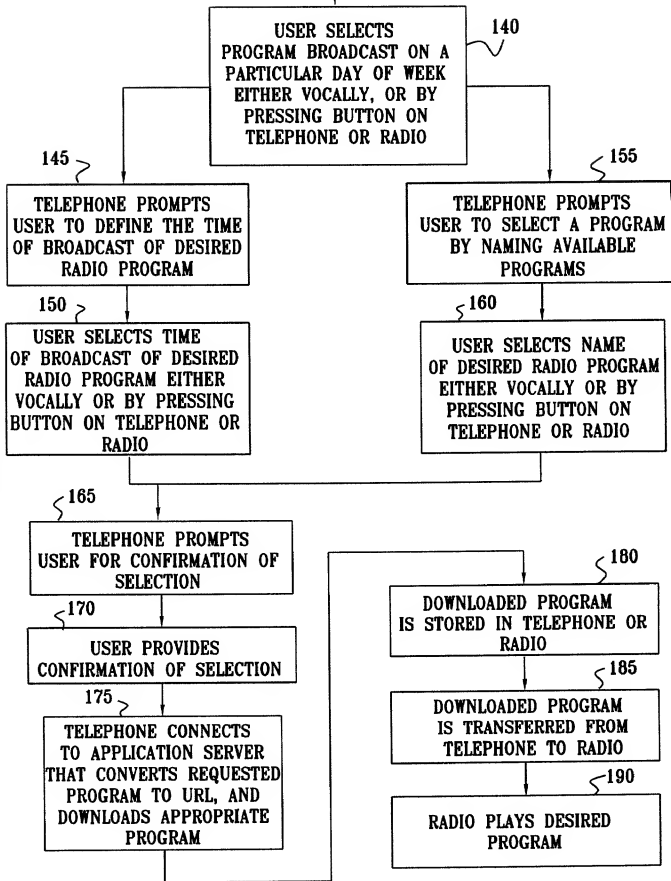 140
USER SELECTS
PROGRAM BROADCAST ON A
PARTICULAR DAY OF WEEK
EITHER VOCALLY, OR BY
PRESSING BUTTON ON
TELEPHONE OR RADIO
145
TELEPHONE PROMPTS
USER TO DEFINE THE TIME
OF BROADCAST OF DESIRED
RADIO PROGRAM
155
TELEPHONE PROMPTS
USER TO SELECT A PROGRAM
BY NAMING AVAILABLE
PROGRAMS
150
USER SELECTS TIME
OF BROADCAST OF DESIRED
RADIO PROGRAM EITHER
VOCALLY OR BY PRESSING
BUTTON ON TELEPHONE OR
RADIO
160
USER SELECTS NAME
OF DESIRED RADIO PROGRAM
EITHER VOCALLY OR BY
PRESSING BUTTON ON
TELEPHONE OR RADIO
165
TELEPHONE PROMPTS
USER FOR CONFIRMATION OF
SELECTION
170
USER PROVIDES
CONFIRMATION OF SELECTION
175
TELEPHONE CONNECTS
TO APPLICATION SERVER
THAT CONVERTS REQUESTED
PROGRAM TO URL, AND
DOWNLOADS APPROPRIATE
PROGRAM
180
DOWNLOADED PROGRAM
IS STORED IN TELEPHONE OR
RADIO
185
DOWNLOADED PROGRAM
IS TRANSFERRED FROM
TELEPHONE TO RADIO
190
RADIO PLAYS DESIRED
PROGRAM